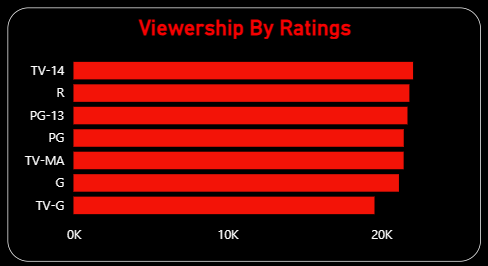 Viewership By Ratings
TV-14
R
PG-13
PG
TV-MA
G
TV-G
0K 10K 20K